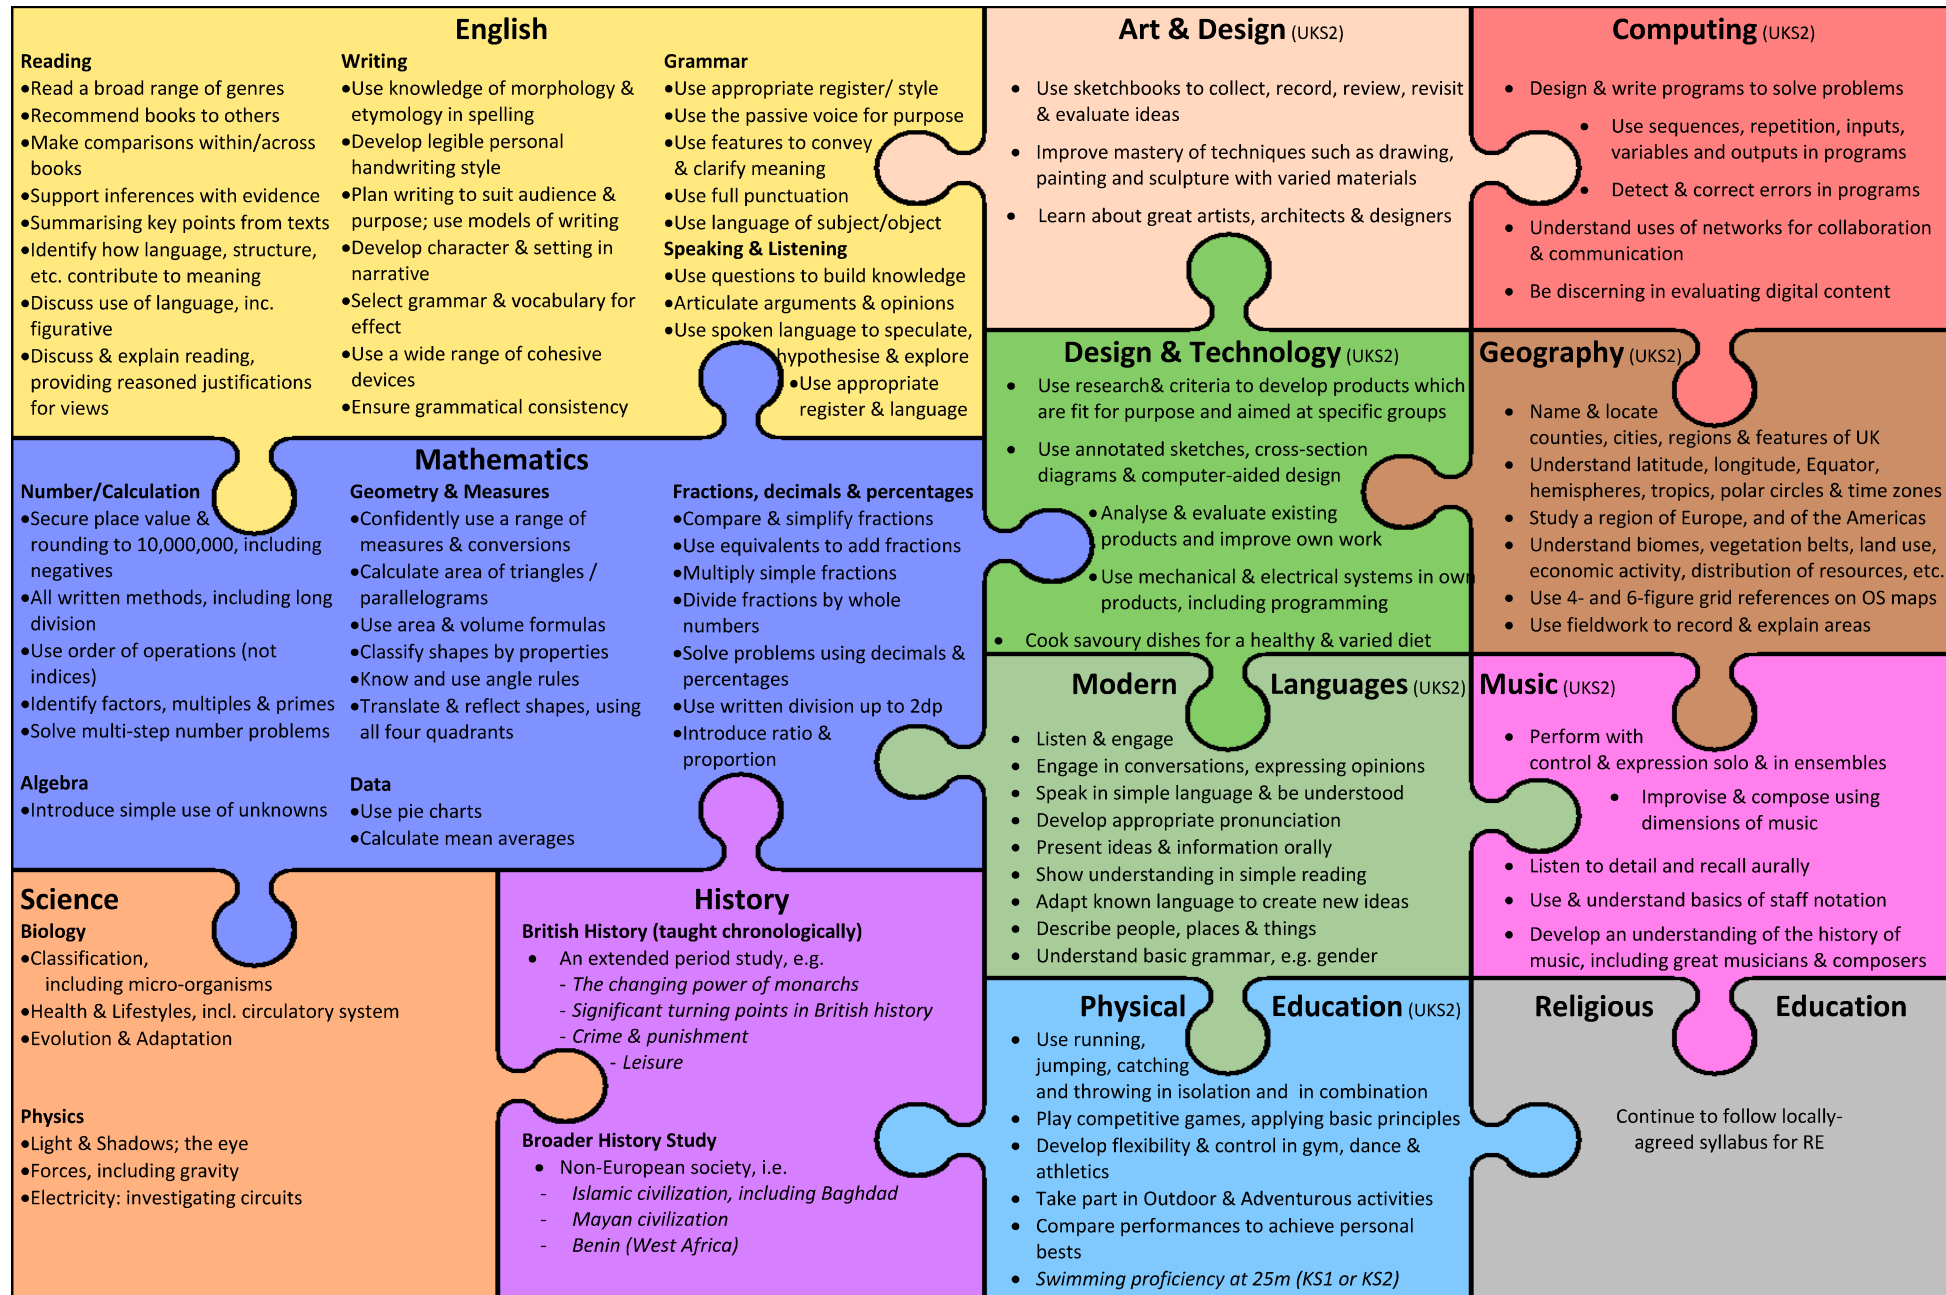 English
Reading
•Read a broad range of genres
•Recommend books to others
•Make comparisons within/across
books
•Support inferences with evidence
•Summarising key points from texts
•Identify how language, structure,
etc. contribute to meaning
•Discuss use of language, inc.
figurative
•Discuss & explain reading,
providing reasoned justifications
for views
Writing
•Use knowledge of morphology &
etymology in spelling
•Develop legible personal
handwriting style
•Plan writing to suit audience &
purpose; use models of writing
•Develop character & setting in
narrative
•Select grammar & vocabulary for
effect
•Use a wide range of cohesive
devices
•Ensure grammatical consistency
Grammar
•Use appropriate register/ style
•Use the passive voice for purpose
•Use features to convey
& clarify meaning
•Use full punctuation
•Use language of subject/object
Speaking & Listening
•Use questions to build knowledge
•Articulate arguments & opinions
•Use spoken language to speculate,
hypothesise & explore
•Use appropriate
register & language
Art & Design (UKS2)
• Use sketchbooks to collect, record, review, revisit
& evaluate ideas
• Improve mastery of techniques such as drawing,
painting and sculpture with varied materials
• Learn about great artists, architects & designers
Computing (UKS2)
• Design & write programs to solve problems
• Use sequences, repetition, inputs,
variables and outputs in programs
• Detect & correct errors in programs
• Understand uses of networks for collaboration
& communication
• Be discerning in evaluating digital content
Design & Technology (UKS2)
• Use research& criteria to develop products which
are fit for purpose and aimed at specific groups
• Use annotated sketches, cross-section
diagrams & computer-aided design
•Analyse & evaluate existing
products and improve own work
•Use mechanical & electrical systems in own
products, including programming
• Cook savoury dishes for a healthy & varied diet
Geography (UKS2)
• Name & locate
counties, cities, regions & features of UK
• Understand latitude, longitude, Equator,
hemispheres, tropics, polar circles & time zones
• Study a region of Europe, and of the Americas
• Understand biomes, vegetation belts, land use,
economic activity, distribution of resources, etc.
• Use 4- and 6-figure grid references on OS maps
• Use fieldwork to record & explain areas
Mathematics
Number/Calculation
•Secure place value &
rounding to 10,000,000, including
negatives
•All written methods, including long
division
•Use order of operations (not
indices)
•Identify factors, multiples & primes
•Solve multi-step number problems
Algebra
•Introduce simple use of unknowns
Geometry & Measures
•Confidently use a range of
measures & conversions
•Calculate area of triangles /
parallelograms
•Use area & volume formulas
•Classify shapes by properties
•Know and use angle rules
•Translate & reflect shapes, using
all four quadrants
Data
•Use pie charts
•Calculate mean averages
Fractions, decimals & percentages
•Compare & simplify fractions
•Use equivalents to add fractions
•Multiply simple fractions
•Divide fractions by whole
numbers
•Solve problems using decimals &
percentages
•Use written division up to 2dp
•Introduce ratio &
proportion
Modern Languages (UKS2)
• Listen & engage
• Engage in conversations, expressing opinions
• Speak in simple language & be understood
• Develop appropriate pronunciation
• Present ideas & information orally
• Show understanding in simple reading
• Adapt known language to create new ideas
• Describe people, places & things
• Understand basic grammar, e.g. gender
Music (UKS2)
• Perform with
control & expression solo & in ensembles
• Improvise & compose using
dimensions of music
• Listen to detail and recall aurally
• Use & understand basics of staff notation
• Develop an understanding of the history of
music, including great musicians & composers
Science
Biology
•Classification,
including micro-organisms
•Health & Lifestyles, incl. circulatory system
•Evolution & Adaptation
Physics
•Light & Shadows; the eye
•Forces, including gravity
•Electricity: investigating circuits
History
British History (taught chronologically)
• An extended period study, e.g.
- The changing power of monarchs
- Significant turning points in British history
- Crime & punishment
- Leisure
Broader History Study
• Non-European society, i.e.
- Islamic civilization, including Baghdad
- Mayan civilization
- Benin (West Africa)
Physical Education (UKS2)
• Use running,
jumping, catching
and throwing in isolation and in combination
• Play competitive games, applying basic principles
• Develop flexibility & control in gym, dance &
athletics
• Take part in Outdoor & Adventurous activities
• Compare performances to achieve personal
bests
• Swimming proficiency at 25m (KS1 or KS2)
Religious Education
Continue to follow locally-
agreed syllabus for RE